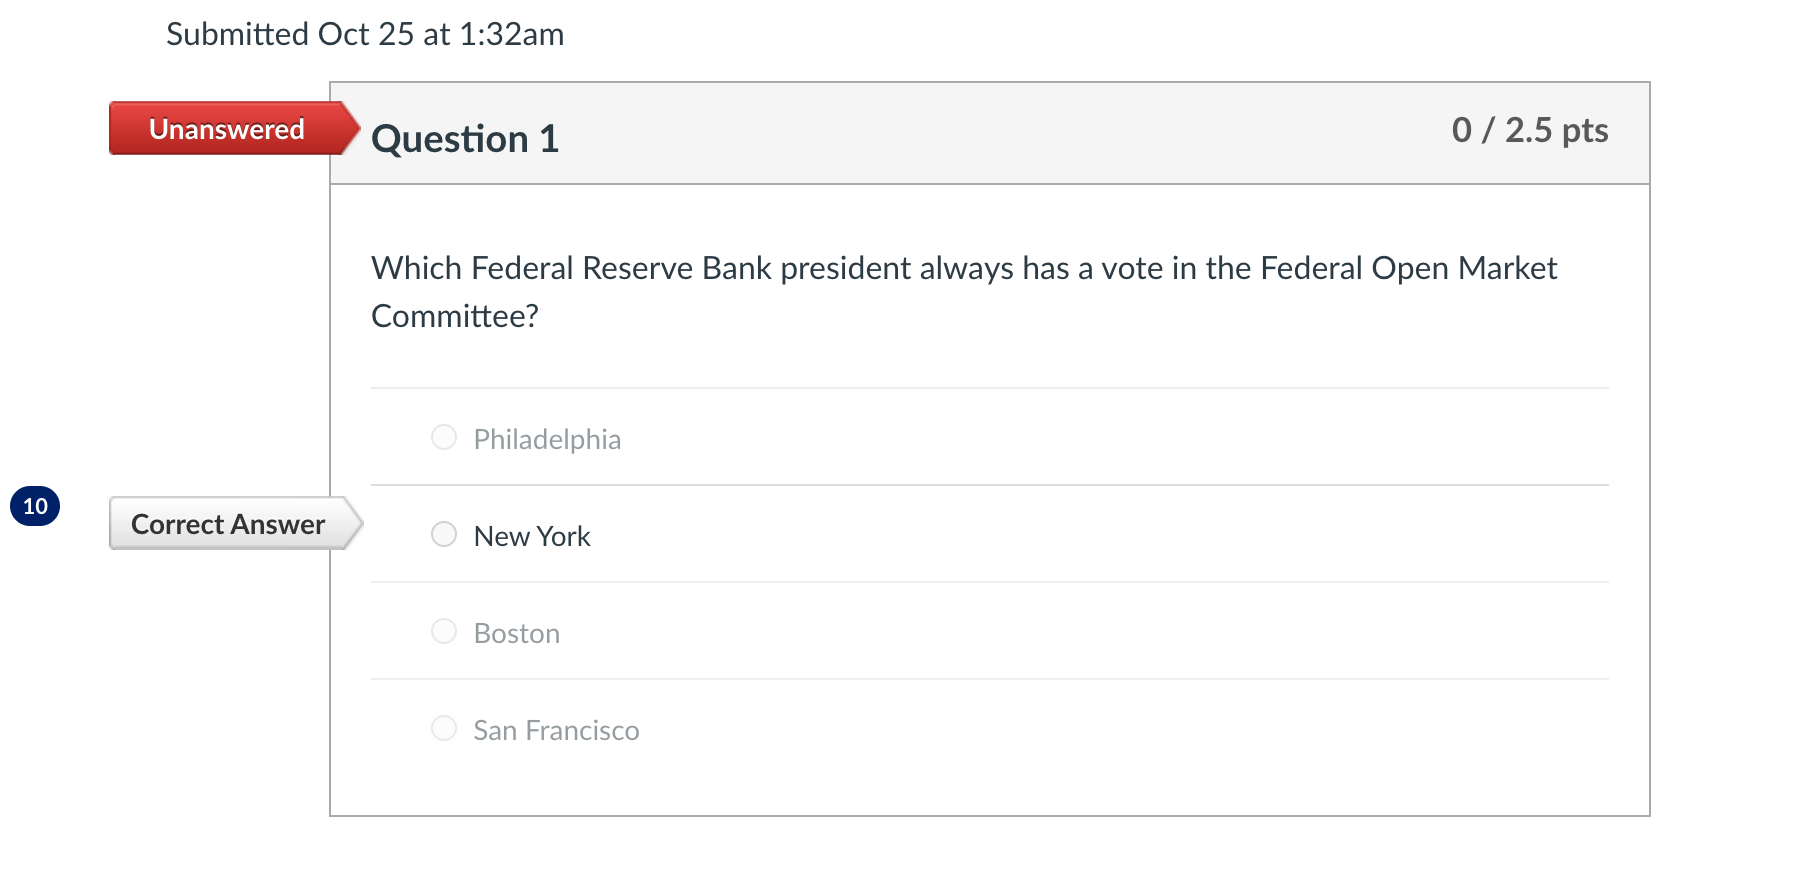 Submitted Oct 25 at 1:32am
Unanswered
Question 1
0 / 2.5 pts
Which Federal Reserve Bank president always has a vote in the Federal Open Market
Committee?
Philadelphia
10
Correct Answer
New York
Boston
San Francisco